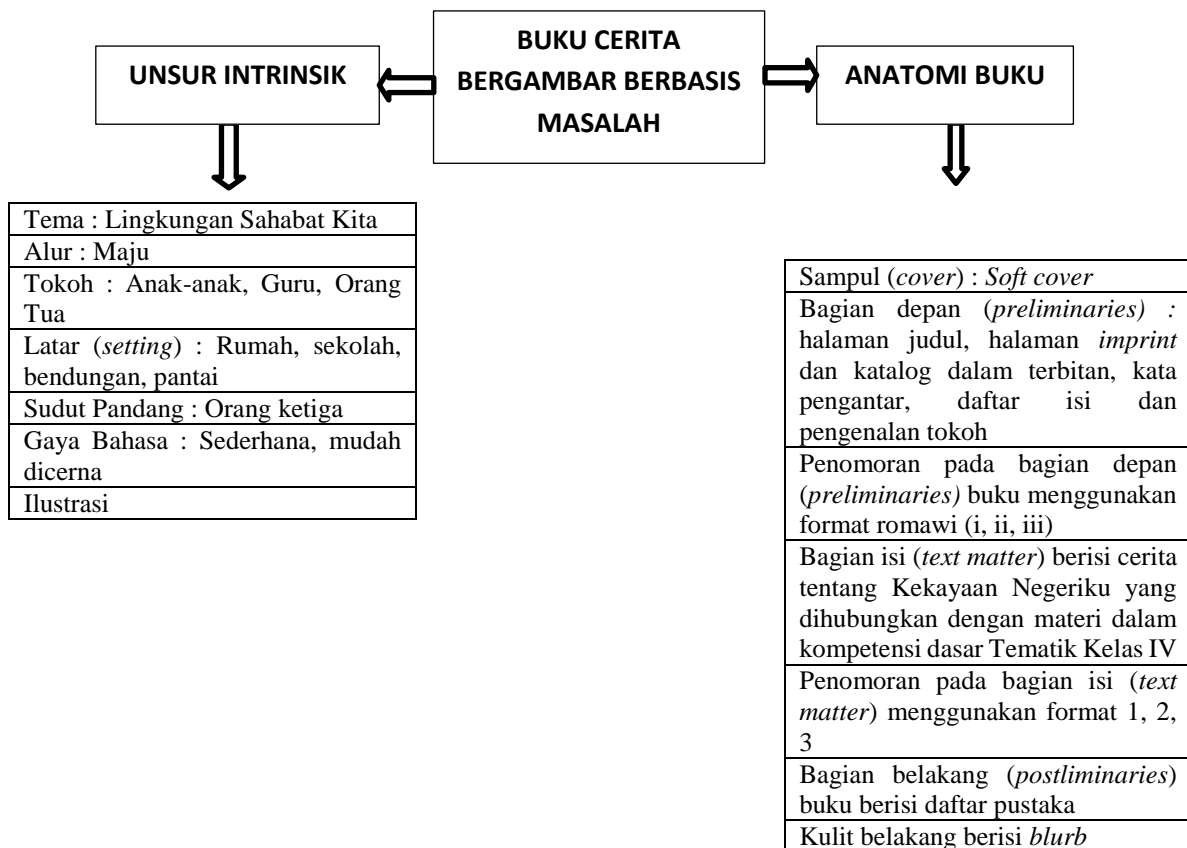 BUKU CERITA
BERGAMBAR BERBASIS
MASALAH
UNSUR INTRINSIK
ANATOMI BUKU
Tema : Lingkungan Sahabat Kita
Alur : Maju
Tokoh : Anak-anak, Guru, Orang
Tua
Latar (setting) : Rumah, sekolah,
bendungan, pantai
Sudut Pandang : Orang ketiga
Gaya Bahasa : Sederhana, mudah
dicerna
Ilustrasi
Sampul (cover) : Soft cover
Bagian depan (preliminaries) :
halaman judul, halaman imprint
dan katalog dalam terbitan, kata
pengantar, daftar isi dan
pengenalan tokoh
Penomoran pada bagian depan
(preliminaries) buku menggunakan
format romawi (i, ii, iii)
Bagian isi (text matter) berisi cerita
tentang Kekayaan Negeriku yang
dihubungkan dengan materi dalam
kompetensi dasar Tematik Kelas IV
Penomoran pada bagian isi (text
matter) menggunakan format 1, 2,
3
Bagian belakang (postliminaries)
buku berisi daftar pustaka
Kulit belakang berisi blurb